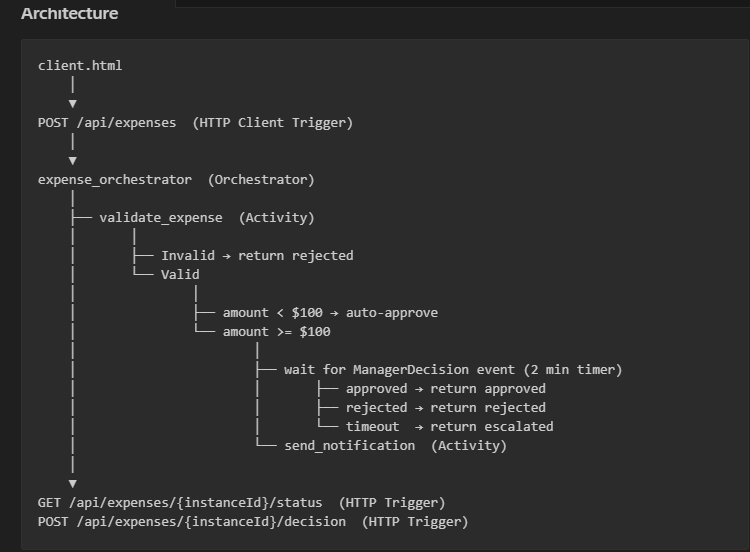 Architecture
client.html
│
▼
POST /api/expenses  (HTTP Client Trigger)
│
▼
expense_orchestrator  (Orchestrator)
│
├── validate_expense  (Activity)
│       │
│       ├── Invalid → return rejected
│       └── Valid
│               │
│               ├── amount < $100 → auto-approve
│               └── amount >= $100
│                       │
│                       ├── wait for ManagerDecision event (2 min timer)
│                       │       ├── approved → return approved
│                       │       ├── rejected → return rejected
│                       │       └── timeout  → return escalated
│                       └── send_notification  (Activity)
│
▼
GET /api/expenses/{instanceId}/status  (HTTP Trigger)
POST /api/expenses/{instanceId}/decision  (HTTP Trigger)